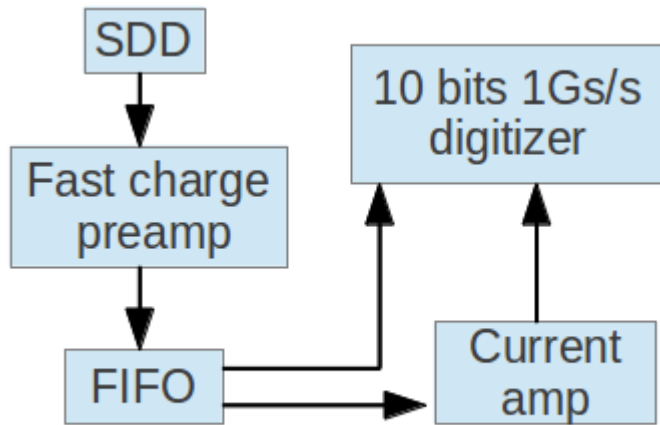 SDD
10 bits 1Gs/s
digitizer
Fast charge
preamp
FIFO
Current
amp